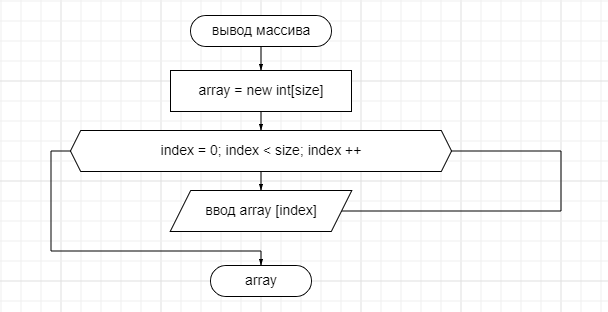 вывод массива
array = new int[size]
index = 0; index < size; index ++
ввод array [index]
array